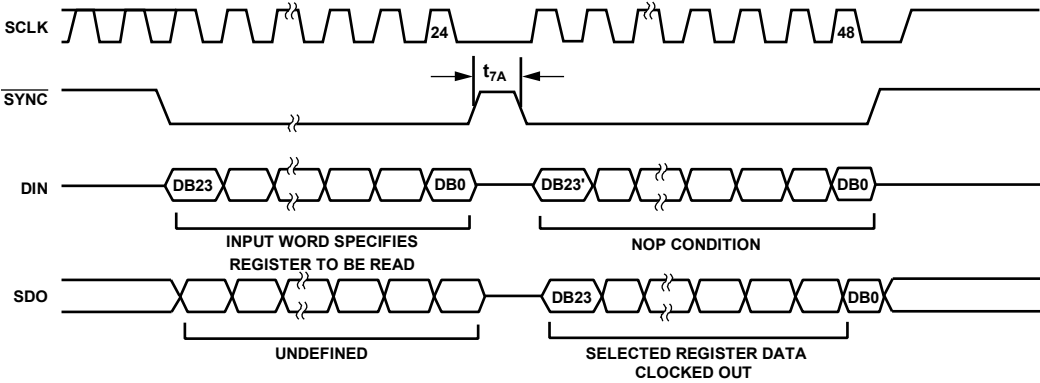 SCLK
24
48
t7A
SYNC
DIN
DB23
DB0
DB23'
DB0
INPUT WORD SPECIFIES
REGISTER TO BE READ
NOP CONDITION
SDO
DB23
DB0
UNDEFINED
SELECTED REGISTER DATA
CLOCKED OUT